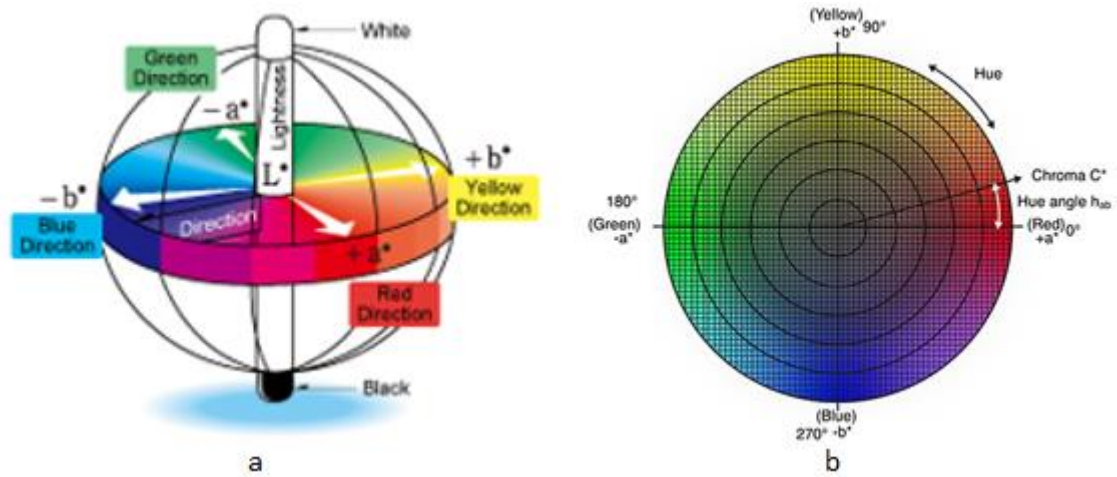 White
Green
Direction
Lightness
−a*
L*
+b*
−b*
Yellow
Direction
Blue
Direction
Direction
+a*
Red
Direction
Black
a
(Yellow)
+b* 90°
Hue
Chroma C*
Hue angle hab
180°
(Green)
-a*
(Red) 0°
+a*
(Blue)
270° -b*
b